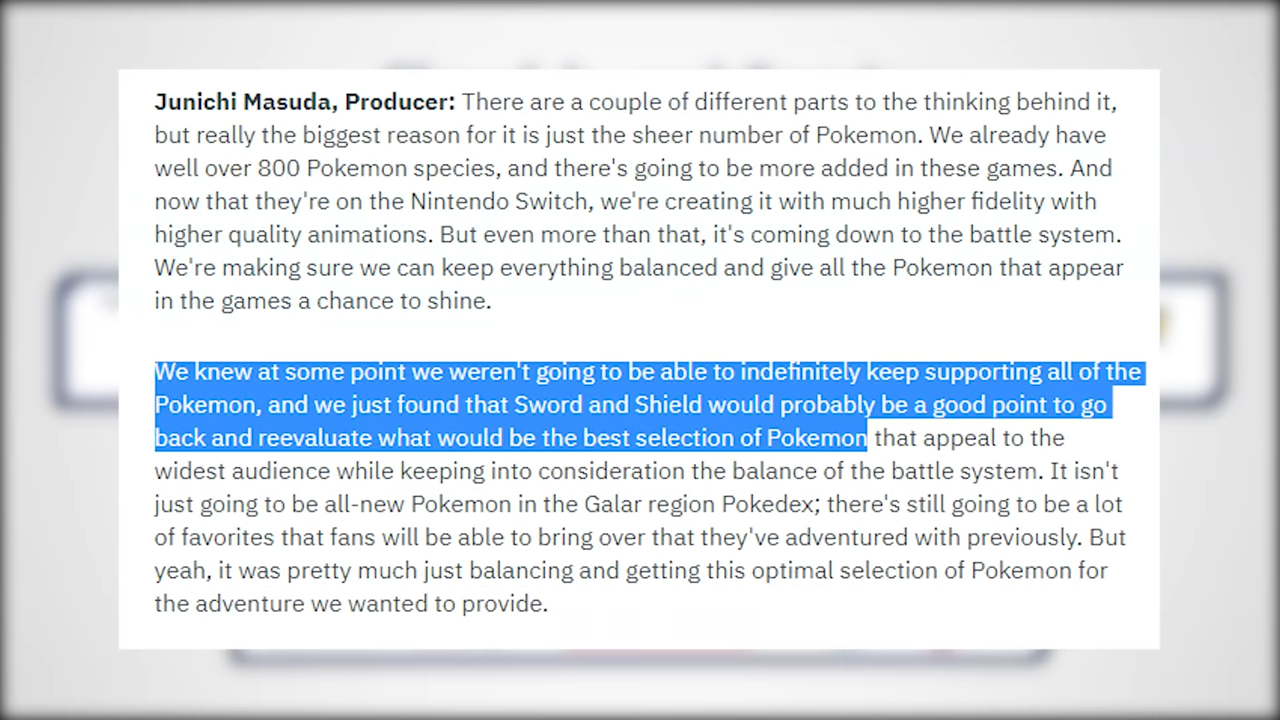 Junichi Masuda, Producer: There are a couple of different parts to the thinking behind it,
but really the biggest reason for it is just the sheer number of Pokemon. We already have
well over 800 Pokemon species, and there's going to be more added in these games. And
now that they're on the Nintendo Switch, we're creating it with much higher fidelity with
higher quality animations. But even more than that, it's coming down to the battle system.
We're making sure we can keep everything balanced and give all the Pokemon that appear
in the games a chance to shine.
We knew at some point we weren't going to be able to indefinitely keep supporting all of the
Pokemon, and we just found that Sword and Shield would probably be a good point to go
back and reevaluate what would be the best selection of Pokemon that appeal to the
widest audience while keeping into consideration the balance of the battle system. It isn't
just going to be all-new Pokemon in the Galar region Pokedex; there's still going to be a lot
of favorites that fans will be able to bring over that they've adventured with previously. But
yeah, it was pretty much just balancing and getting this optimal selection of Pokemon for
the adventure we wanted to provide.